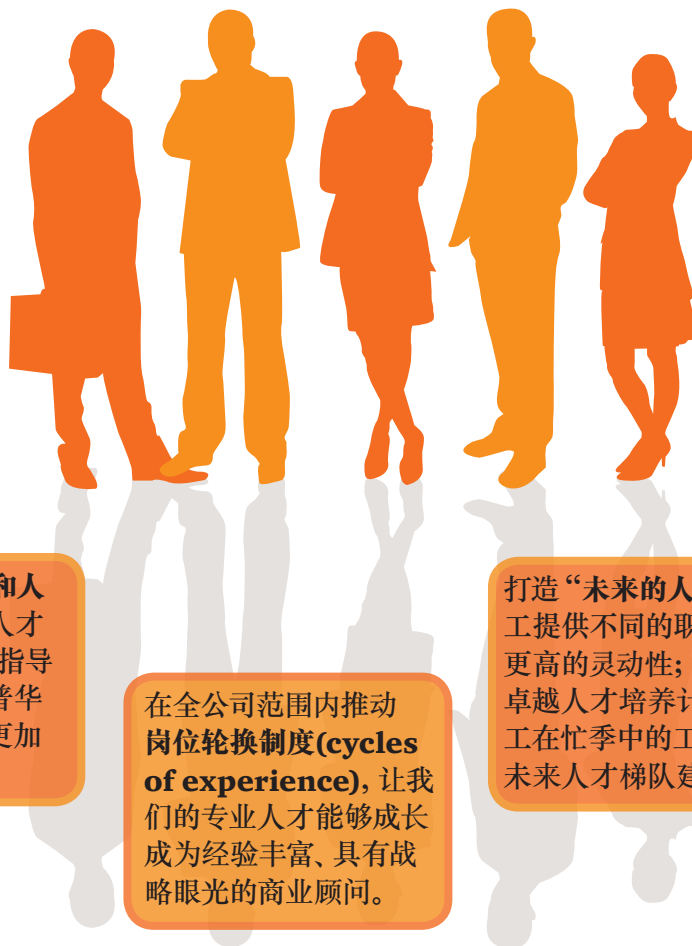 和人
人才
指导
普华
更加
在全公司范围内推动
岗位轮换制度(cycles
of experience), 让我
们的专业人才能够成长
成为经验丰富、具有战
略眼光的商业顾问。
打造“未来的人
工提供不同的职
更高的灵动性;
卓越人才培养计
工在忙季中的工
未来人才梯队建